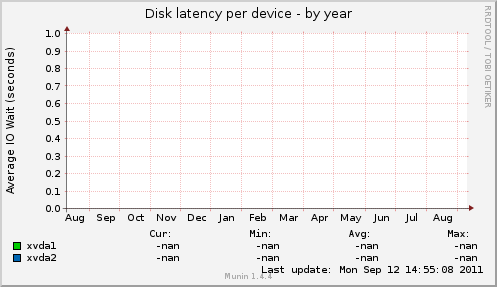 Disk latency per device - by year
RRDTOOL / TOBI OETIKER
Average IO Wait (seconds)
1.0
0.9
0.8
0.7
0.6
0.5
0.4
0.3
0.2
0.1
0.0
Aug Sep Oct Nov Dec Jan Feb Mar Apr May Jun Jul Aug
Cur: Min: Avg: Max:
xvda1 -nan -nan -nan -nan
xvda2 -nan -nan -nan -nan
Last update: Mon Sep 12 14:55:08 2011
Munin 1.4.4